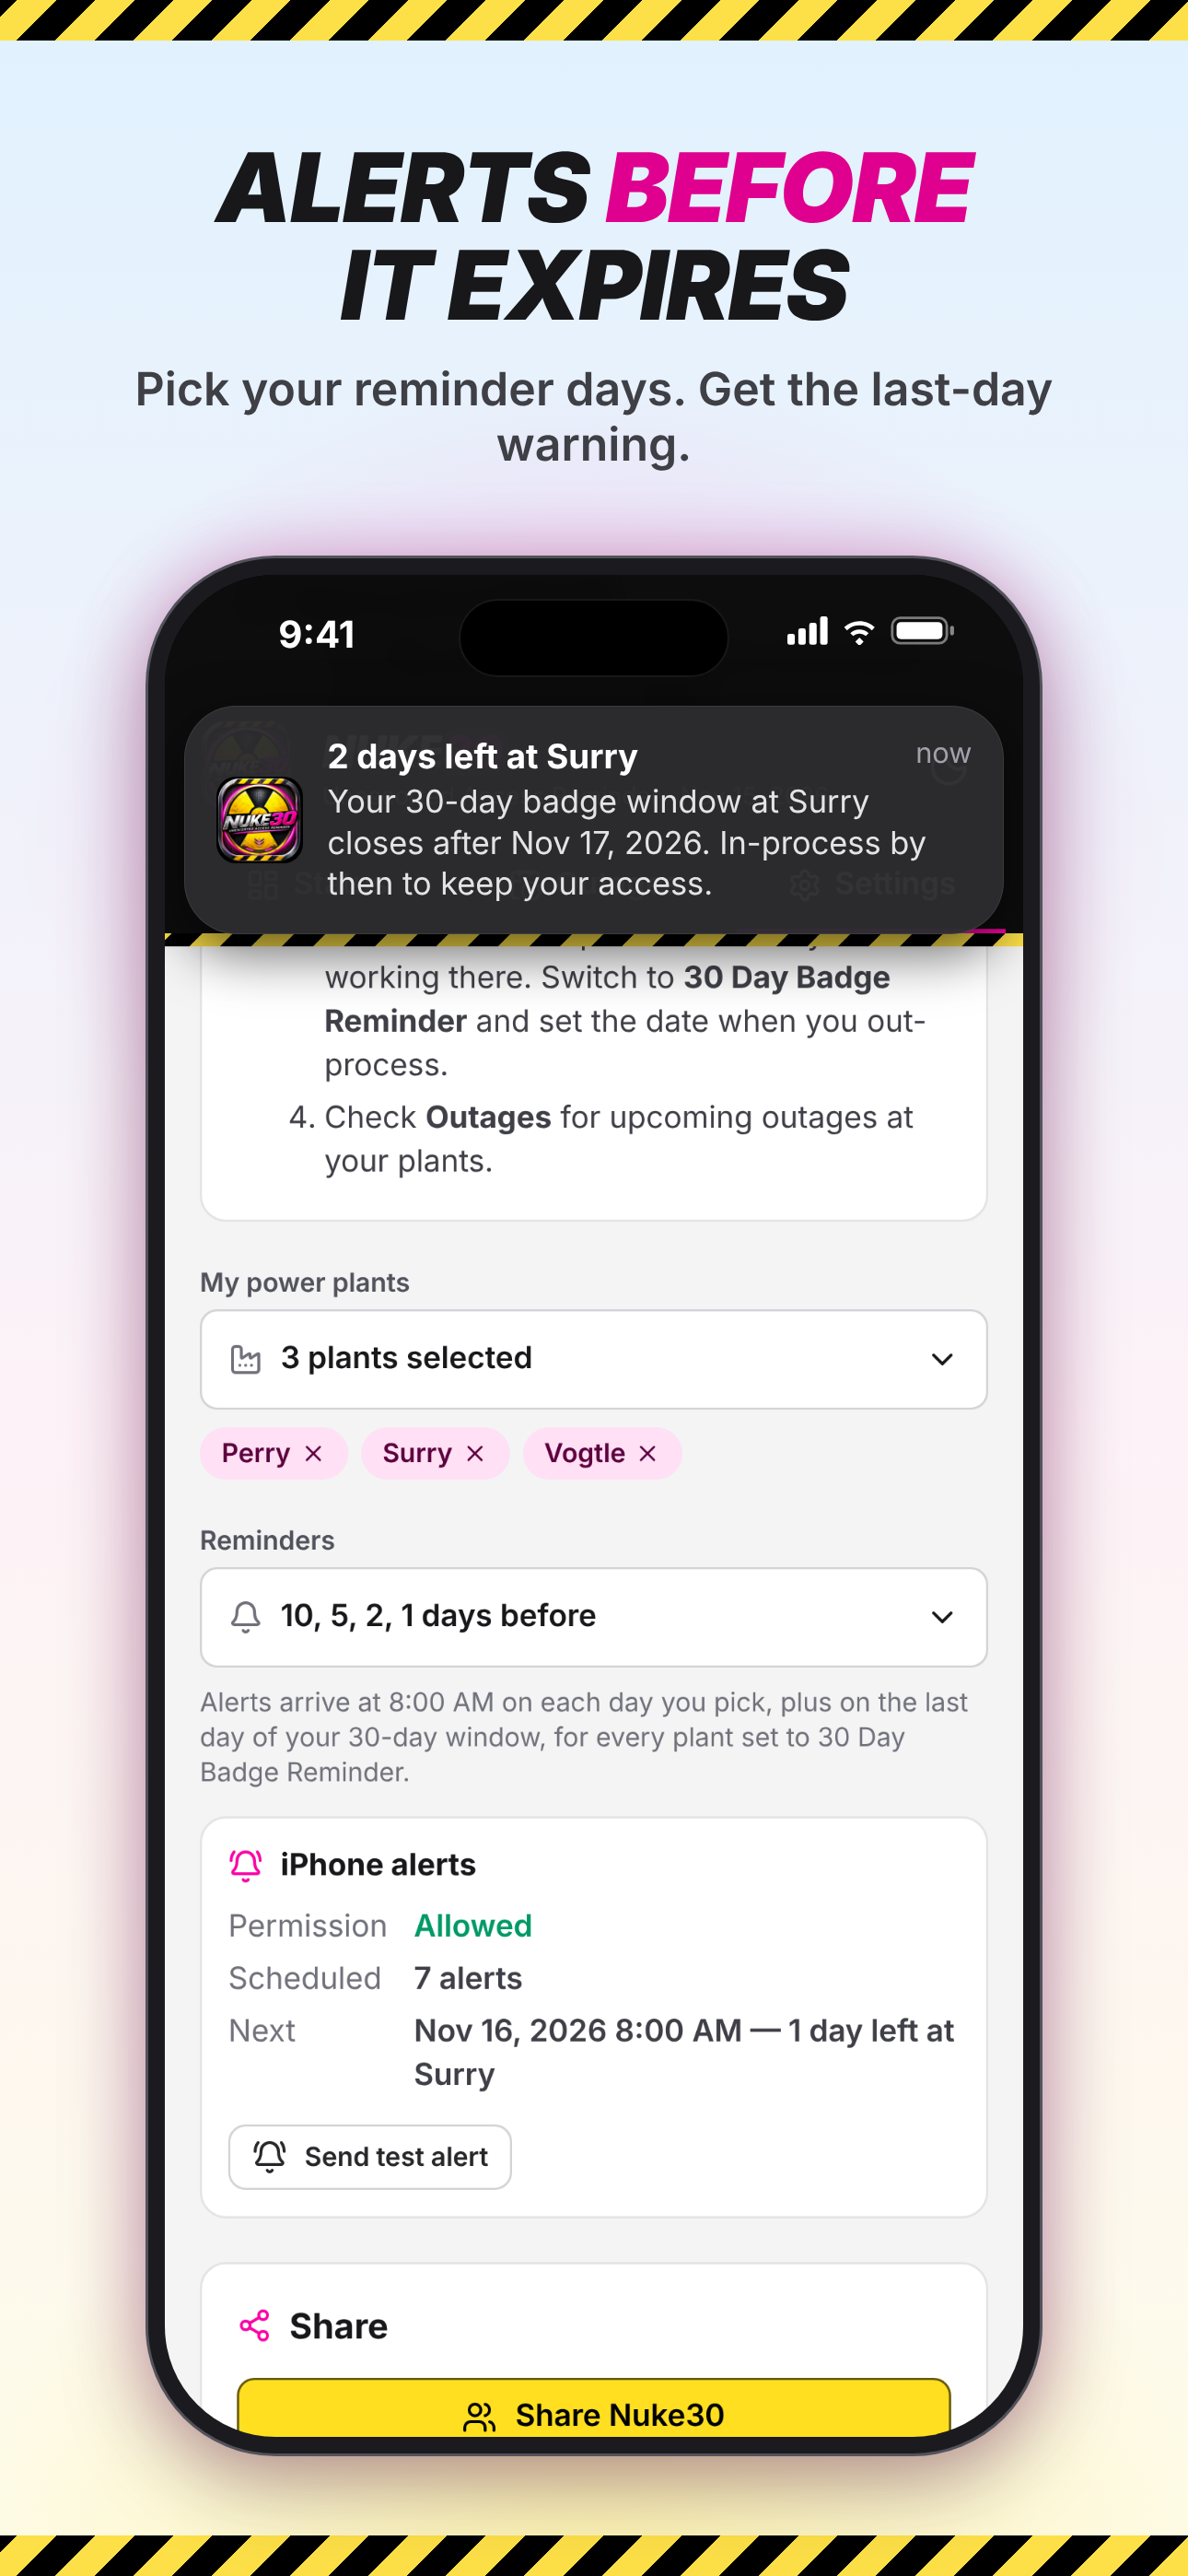 ALERTS BEFORE
IT EXPIRES
Pick your reminder days. Get the last-day
warning.
9:41
2 days left at Surry
now
Your 30-day badge window at Surry
closes after Nov 17, 2026. In-process by
then to keep your access.
NUKE30
Settings
working there. Switch to 30 Day Badge
Reminder and set the date when you out-
process.
4. Check Outages for upcoming outages at
your plants.
My power plants
3 plants selected
Perry
Surry
Vogtle
Reminders
10, 5, 2, 1 days before
Alerts arrive at 8:00 AM on each day you pick, plus on the last
day of your 30-day window, for every plant set to 30 Day
Badge Reminder.
iPhone alerts
Permission Allowed
Scheduled 7 alerts
Next Nov 16, 2026 8:00 AM — 1 day left at
Surry
Send test alert
Share
Share Nuke30